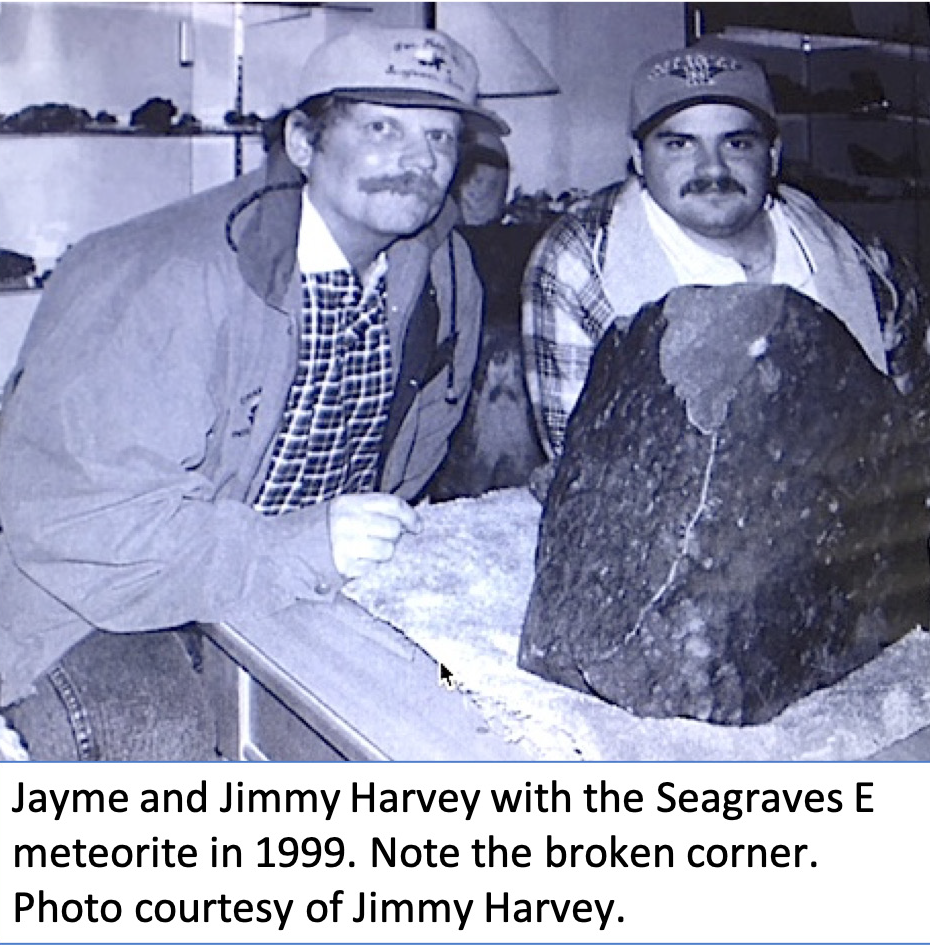 Jayme and Jimmy Harvey with the Seagraves E
meteorite in 1999. Note the broken corner.
Photo courtesy of Jimmy Harvey.